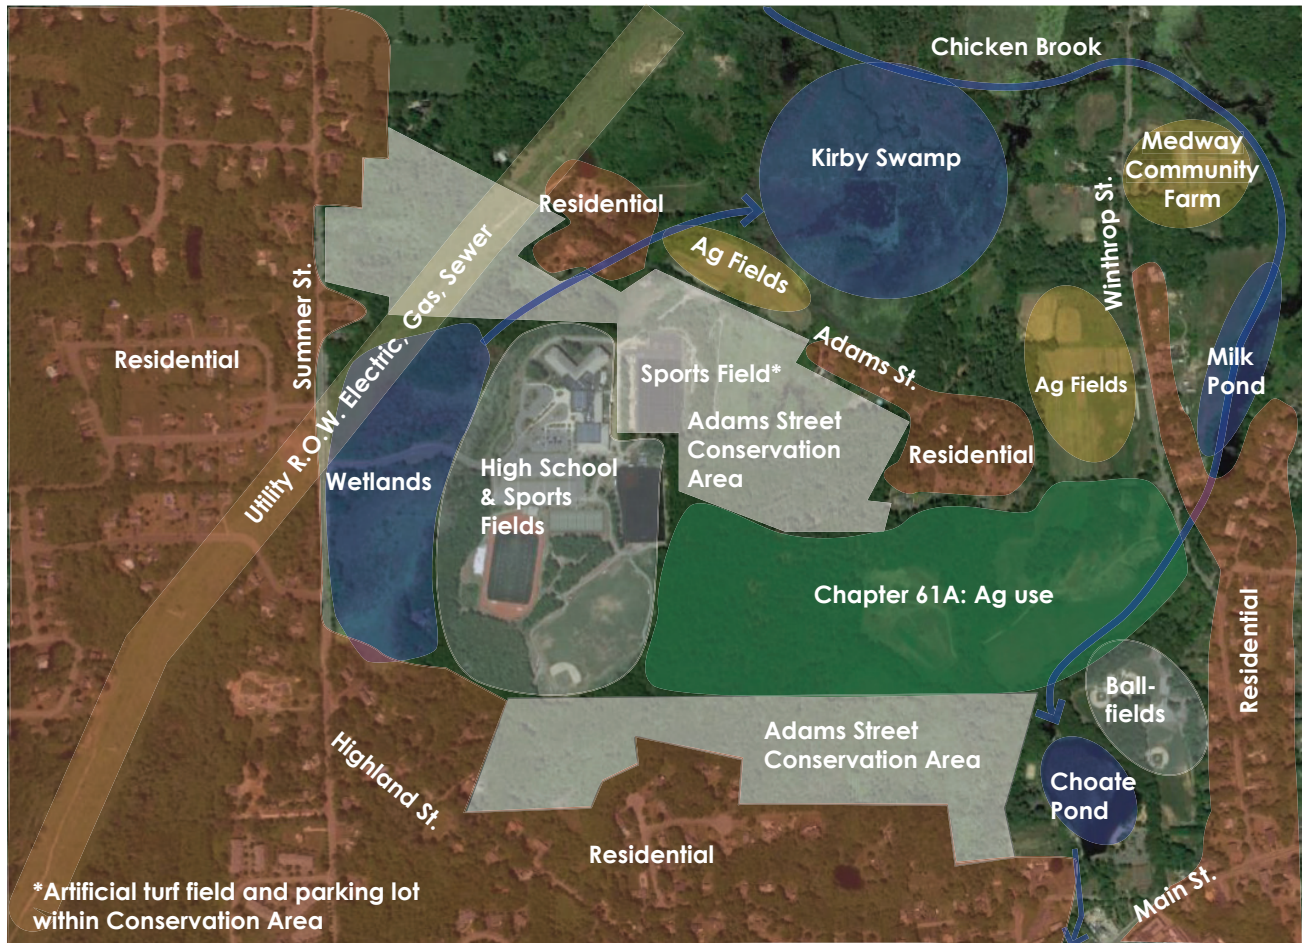 Chicken Brook
Kirby Swamp
Medway
Community
Farm
Residential
Winthrop St.
Ag Fields
Utility R.O.W. Electric, Gas, Sewer
Summer St.
Residential
Sports Field*
Adams St.
Ag Fields
Milk
Pond
Adams Street
Conservation
Area
Residential
Wetlands
High School
& Sports
Fields
Chapter 61A: Ag use
Residential
Ball-
fields
Adams Street
Conservation Area
Highland St.
Choate
Pond
Residential
Main St.
*Artificial turf field and parking lot
within Conservation Area